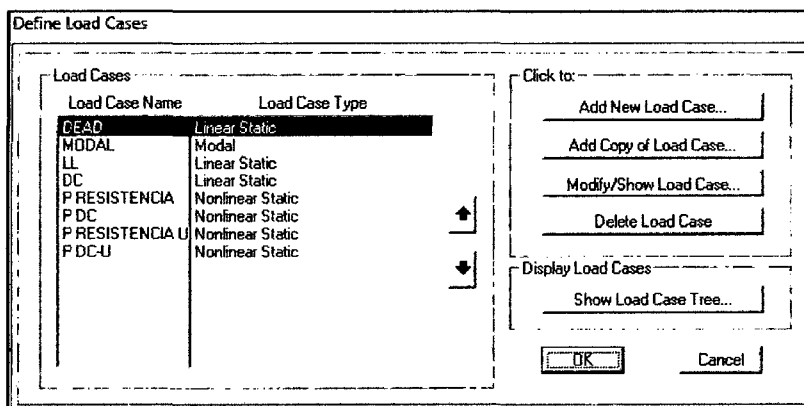 Define Load Cases
Load Cases
Load Case Name Load Case Type
DEAD Linear Static
MODAL Modal
LL Linear Static
DC Linear Static
P RESISTENCIA Nonlinear Static
P DC Nonlinear Static
P RESISTENCIA U Nonlinear Static
P DC-U Nonlinear Static
Click to:
Add New Load Case...
Add Copy of Load Case...
Modify/Show Load Case...
Delete Load Case
Display Load Cases
Show Load Case Tree...
OK Cancel